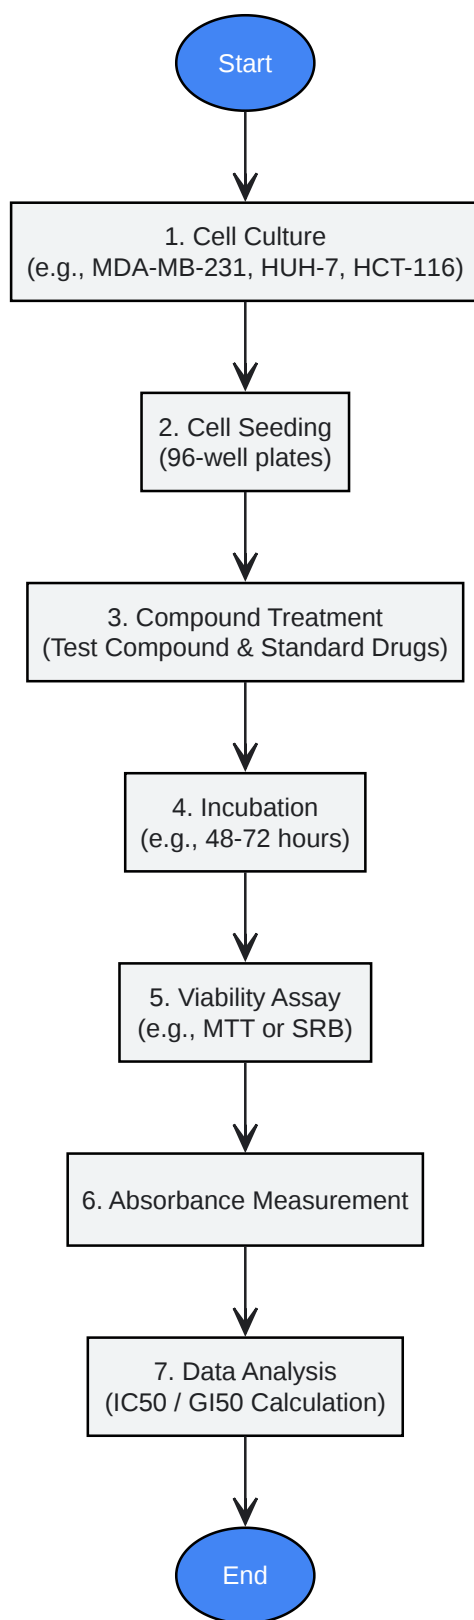 Start
1. Cell Culture
(e.g., MDA-MB-231, HUH-7, HCT-116)
2. Cell Seeding
(96-well plates)
3. Compound Treatment
(Test Compound & Standard Drugs)
4. Incubation
(e.g., 48-72 hours)
5. Viability Assay
(e.g., MTT or SRB)
6. Absorbance Measurement
7. Data Analysis
(IC50 / GI50 Calculation)
End